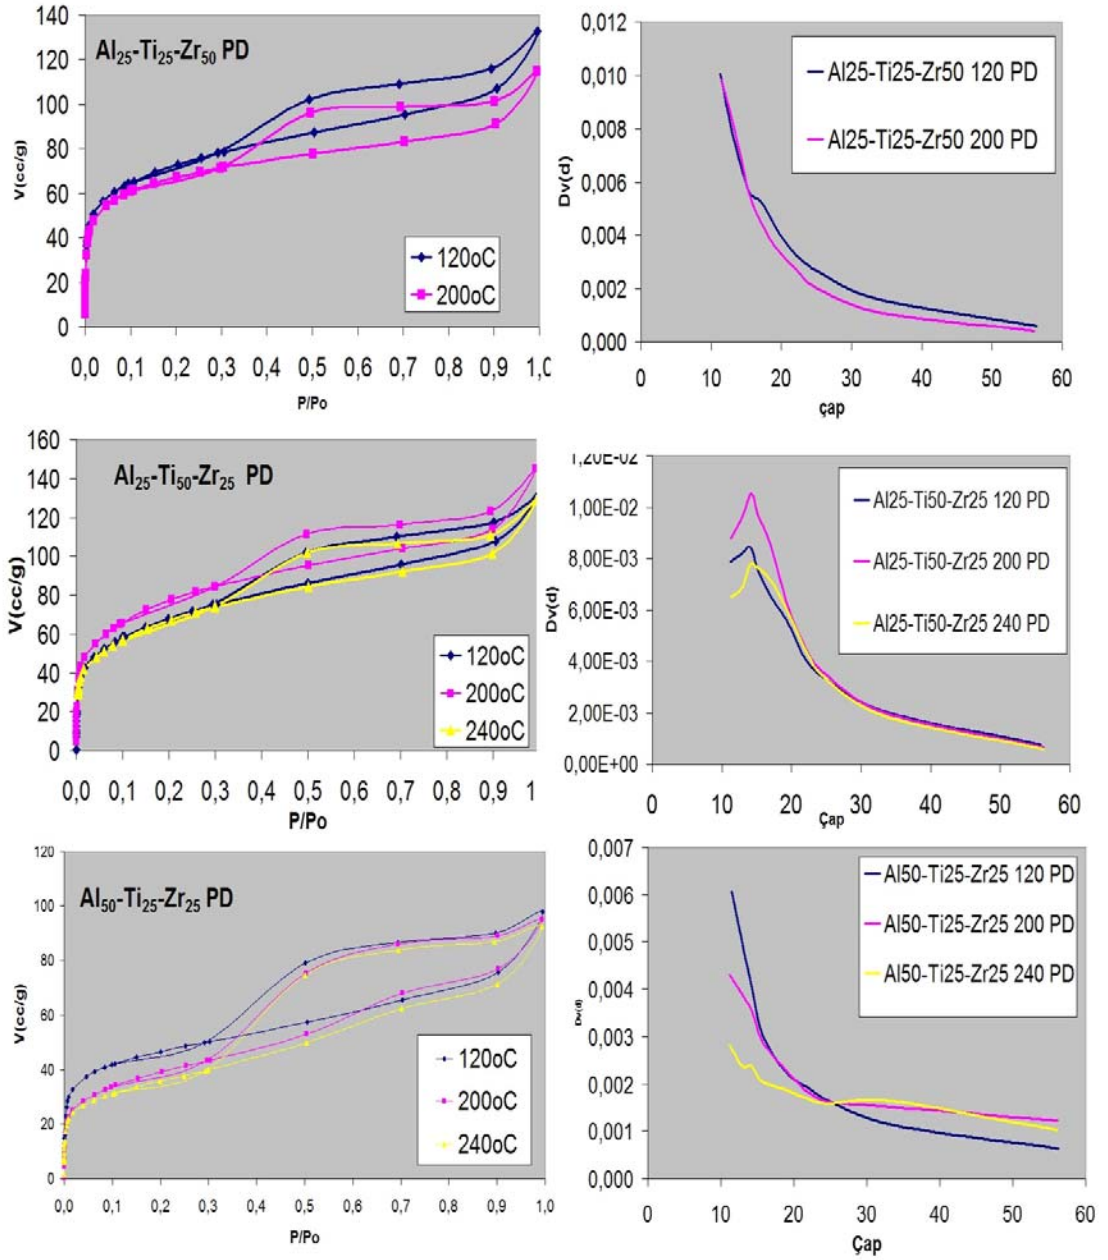 Al25-Ti25-Zr50 PD
V(cc/g)
140
120
100
80
60
40
20
0
0,0 0,1 0,2 0,3 0,4 0,5 0,6 0,7 0,8 0,9 1,0
P/Po
120oC
200oC
Dv(d)
0,012
0,010
0,008
0,006
0,004
0,002
0,000
0 10 20 30 40 50 60
çap
Al25-Ti25-Zr50 120 PD
Al25-Ti25-Zr50 200 PD
Al25-Ti50-Zr25 PD
V(cc/g)
160
140
120
100
80
60
40
20
0
0,0 0,1 0,2 0,3 0,4 0,5 0,6 0,7 0,8 0,9 1
P/Po
120oC
200oC
240oC
Dv(d)
1,20E-02
1,00E-02
8,00E-03
6,00E-03
4,00E-03
2,00E-03
0,00E+00
0 10 20 30 40 50 60
Çap
Al25-Ti50-Zr25 120 PD
Al25-Ti50-Zr25 200 PD
Al25-Ti50-Zr25 240 PD
Al50-Ti25-Zr25 PD
V(cc/g)
120
100
80
60
40
20
0
0,0 0,1 0,2 0,3 0,4 0,5 0,6 0,7 0,8 0,9 1,0
P/Po
120oC
200oC
240oC
Dv(d)
0,007
0,006
0,005
0,004
0,003
0,002
0,001
0,000
0 10 20 30 40 50 60
Çap
Al50-Ti25-Zr25 120 PD
Al50-Ti25-Zr25 200 PD
Al50-Ti25-Zr25 240 PD